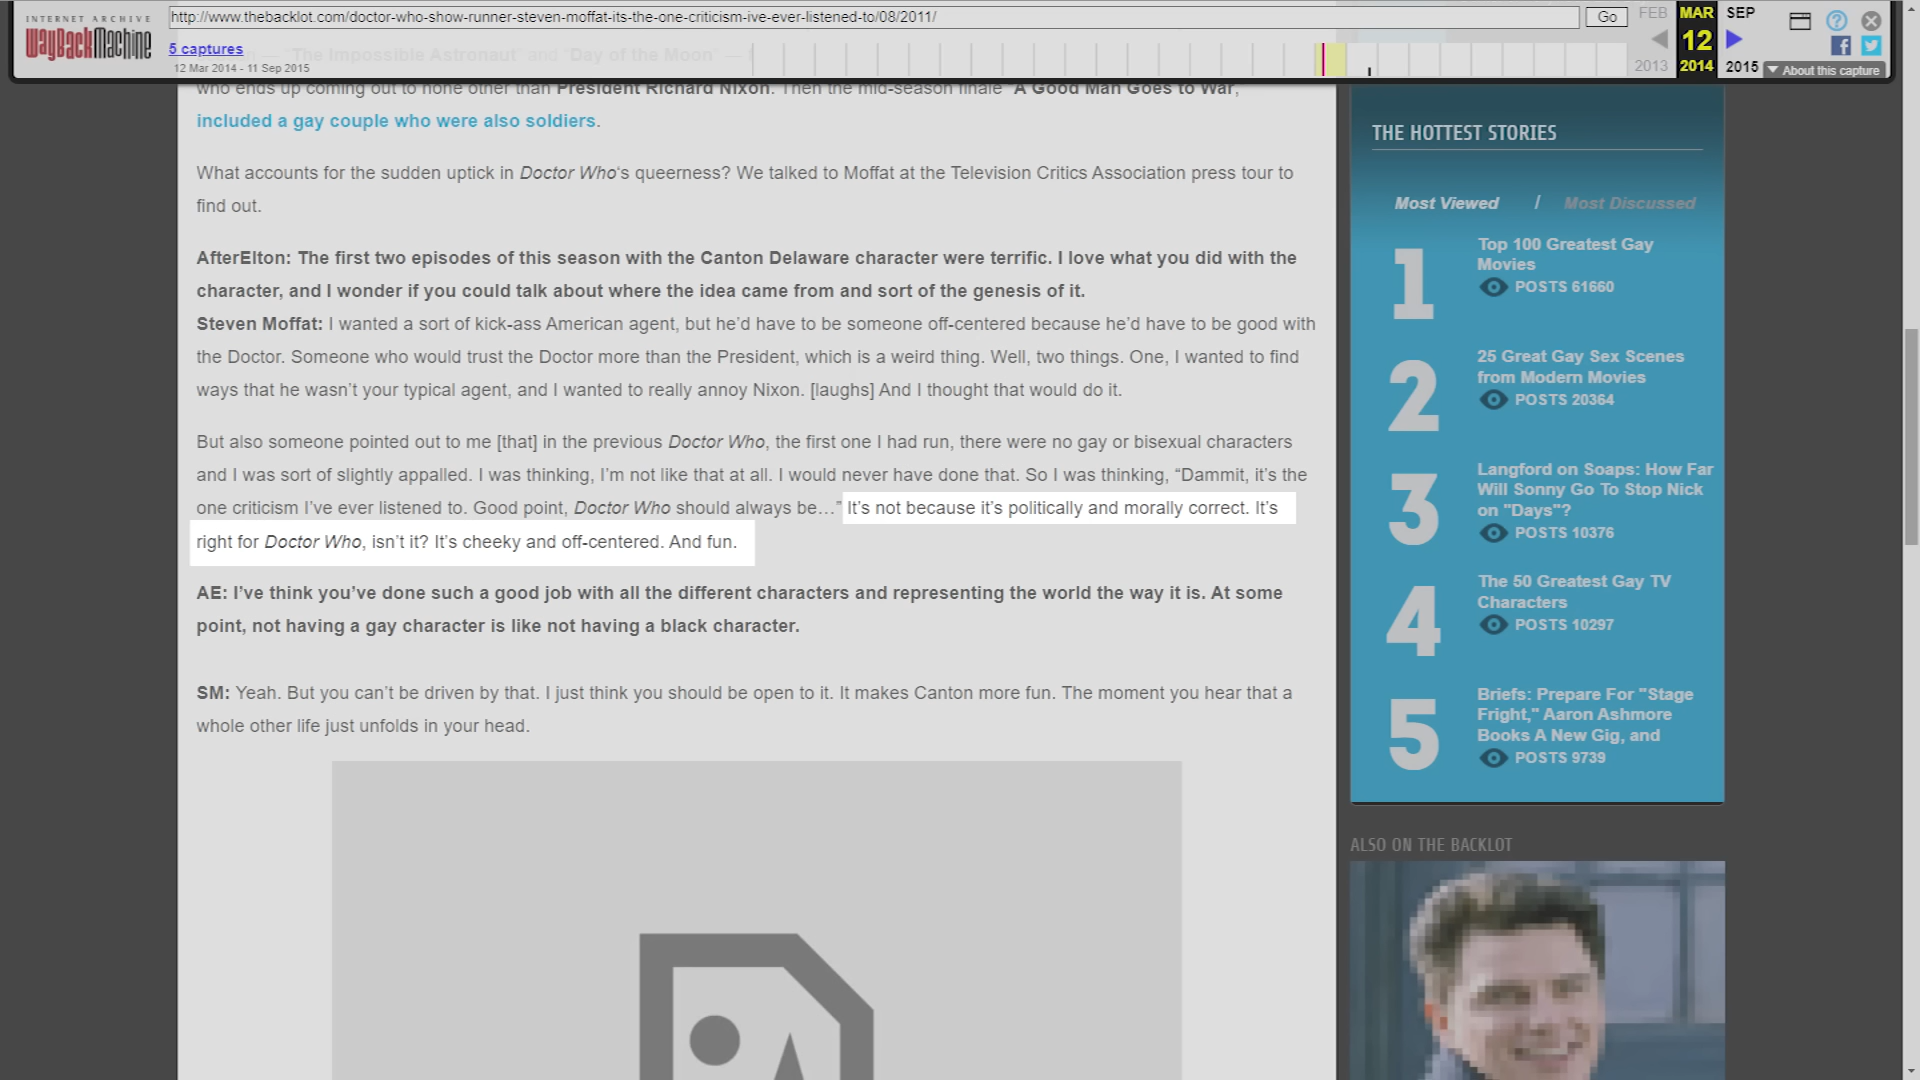 INTERNET ARCHIVE
WayBackMachine
http://www.thebacklot.com/doctor-who-show-runner-steven-moffat-its-the-one-criticism-ive-ever-listened-to/08/2011/
Go
FEB
MAR
SEP
5 captures
12
12 Mar 2014 - 11 Sep 2015
2013
2014
2015
About this capture
"The Impossible Astronaut" and "Day of the Moon" —
who ends up coming out to none other than President Richard Nixon. Then the mid-season finale "A Good Man Goes to War",
included a gay couple who were also soldiers.
What accounts for the sudden uptick in Doctor Who‘s queerness? We talked to Moffat at the Television Critics Association press tour to
find out.
AfterElton: The first two episodes of this season with the Canton Delaware character were terrific. I love what you did with the
character, and I wonder if you could talk about where the idea came from and sort of the genesis of it.
Steven Moffat: I wanted a sort of kick-ass American agent, but he’d have to be someone off-centered because he’d have to be good with
the Doctor. Someone who would trust the Doctor more than the President, which is a weird thing. Well, two things. One, I wanted to find
ways that he wasn’t your typical agent, and I wanted to really annoy Nixon. [laughs] And I thought that would do it.
But also someone pointed out to me [that] in the previous Doctor Who, the first one I had run, there were no gay or bisexual characters
and I was sort of slightly appalled. I was thinking, I’m not like that at all. I would never have done that. So I was thinking, “Dammit, it’s the
one criticism I’ve ever listened to. Good point, Doctor Who should always be…” It’s not because it’s politically and morally correct. It’s
right for Doctor Who, isn’t it? It’s cheeky and off-centered. And fun.
AE: I’ve think you’ve done such a good job with all the different characters and representing the world the way it is. At some
point, not having a gay character is like not having a black character.
SM: Yeah. But you can’t be driven by that. I just think you should be open to it. It makes Canton more fun. The moment you hear that a
whole other life just unfolds in your head.
THE HOTTEST STORIES
Most Viewed / Most Discussed
1
Top 100 Greatest Gay
Movies
POSTS 61660
2
25 Great Gay Sex Scenes
from Modern Movies
POSTS 20364
3
Langford on Soaps: How Far
Will Sonny Go To Stop Nick
on "Days"?
POSTS 10376
4
The 50 Greatest Gay TV
Characters
POSTS 10297
5
Briefs: Prepare For "Stage
Fright," Aaron Ashmore
Books A New Gig, and
POSTS 9739
ALSO ON THE BACKLOT